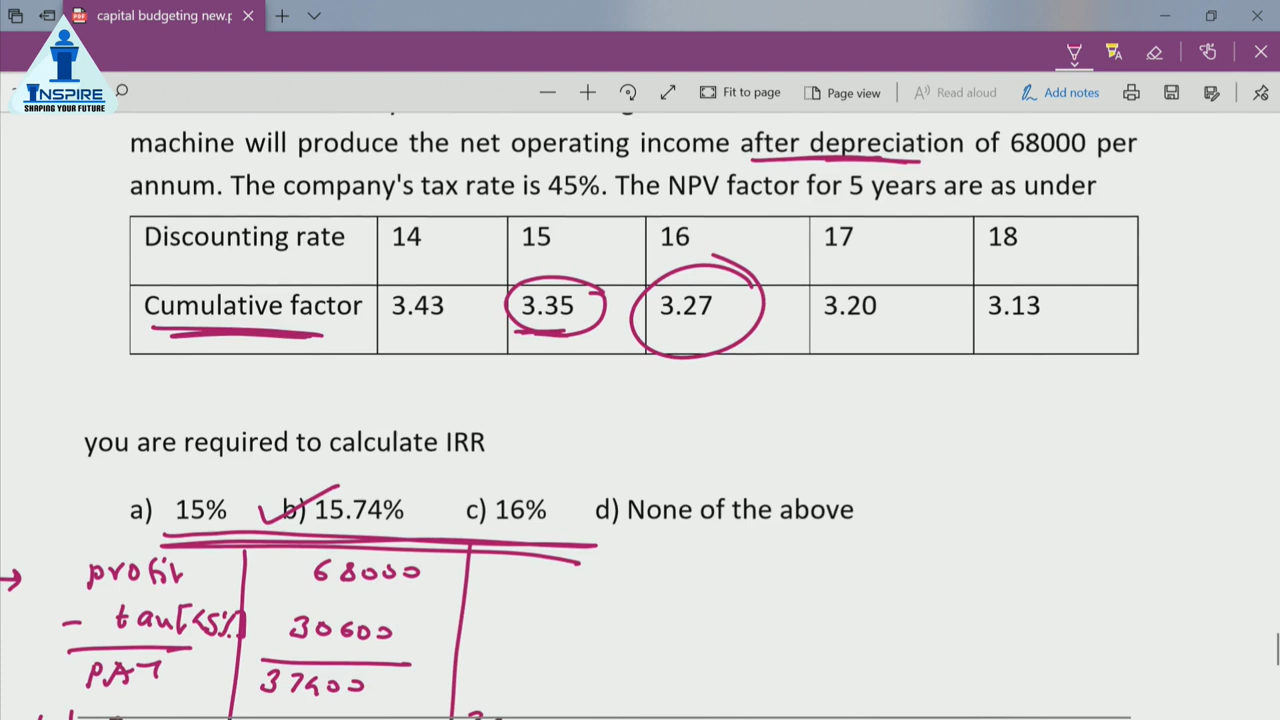 capital budgeting new.p
INSPIRE
SHAPING YOUR FUTURE
Fit to page
Page view
Read aloud
Add notes
machine will produce the net operating income after depreciation of 68000 per
annum. The company's tax rate is 45%. The NPV factor for 5 years are as under
Discounting rate 14 15 16 17 18
Cumulative factor 3.43 3.35 3.27 3.20 3.13
you are required to calculate IRR
a) 15% b) 15.74% c) 16% d) None of the above
→ profit 68000
- tax [45%] 30600
PAT 37400